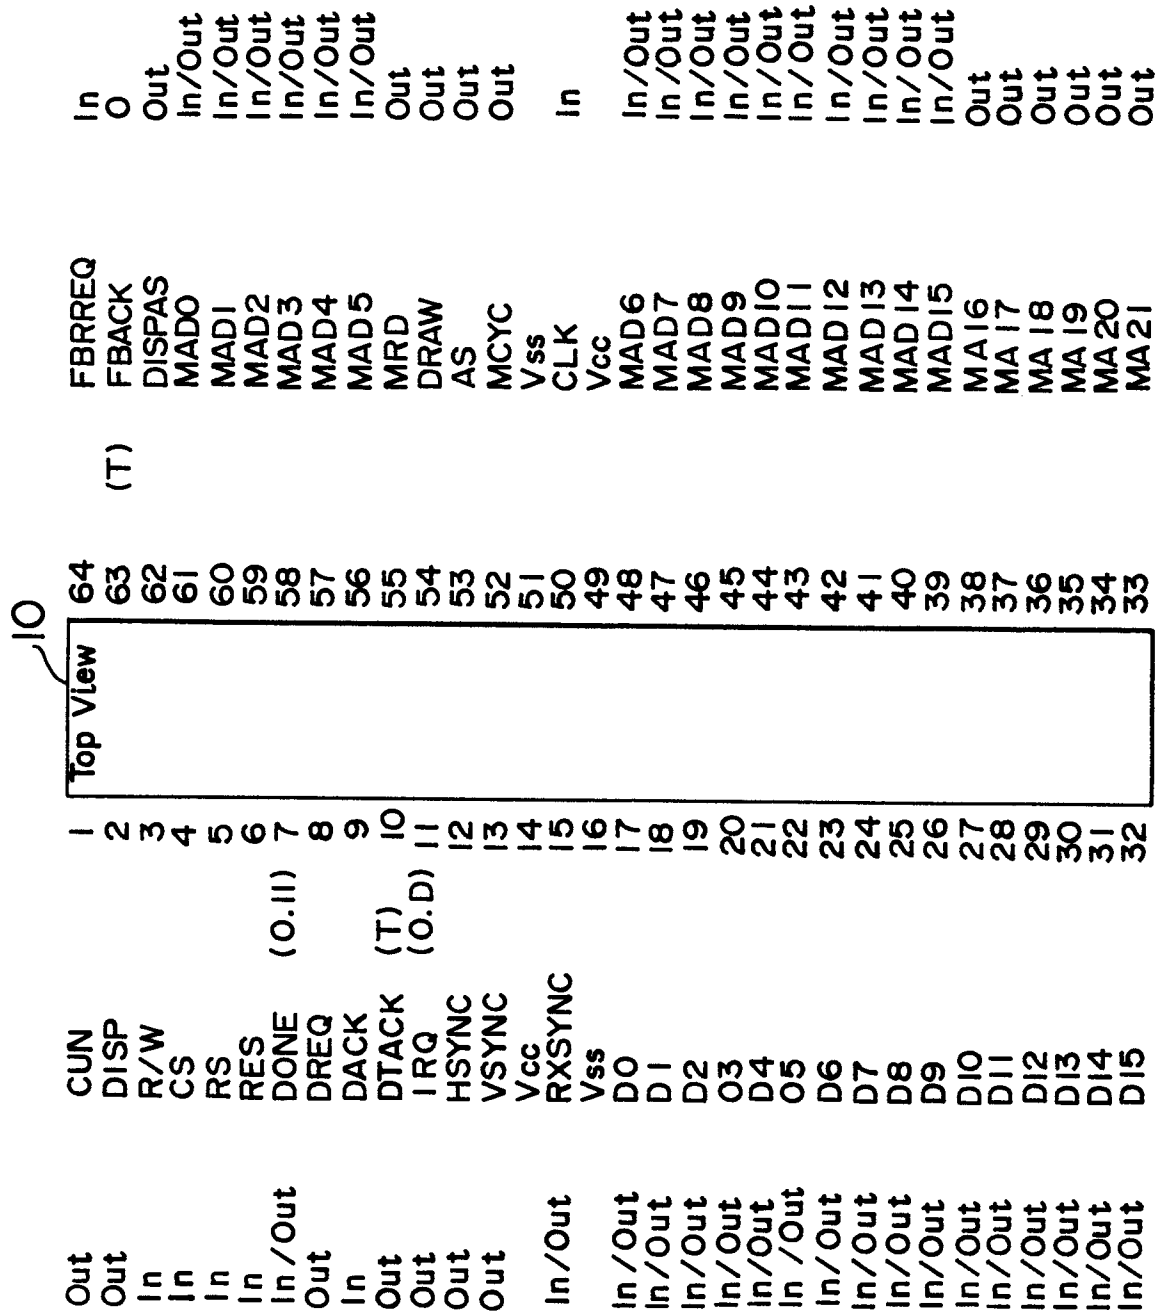 10
Top View
Out CUN 1 64 FBRREQ In
Out DISP 2 63 (T) FBACK O
In R/W 3 62 DISPAS Out
In CS 4 61 MAD0 In/Out
In RS 5 60 MAD1 In/Out
In RES 6 59 MAD2 In/Out
In/Out DONE (O.II) 7 58 MAD3 In/Out
Out DREQ 8 57 MAD4 In/Out
In DACK 9 56 MAD5 In/Out
Out DTACK (T) 10 55 MRD Out
Out IRQ (O.D) 11 54 DRAW Out
Out HSYNC 12 53 AS Out
Out VSYNC 13 52 MCYC Out
Vcc 14 51 Vss
In/Out RXSYNC 15 50 CLK In
Vss 16 49 Vcc
In/Out D0 17 48 MAD6 In/Out
In/Out D1 18 47 MAD7 In/Out
In/Out D2 19 46 MAD8 In/Out
In/Out O3 20 45 MAD9 In/Out
In/Out D4 21 44 MAD10 In/Out
In/Out O5 22 43 MAD11 In/Out
In/Out D6 23 42 MAD12 In/Out
In/Out D7 24 41 MAD13 In/Out
In/Out D8 25 40 MAD14 In/Out
In/Out D9 26 39 MAD15 In/Out
In/Out D10 27 38 MA16 Out
In/Out D11 28 37 MA17 Out
In/Out D12 29 36 MA18 Out
In/Out D13 30 35 MA19 Out
In/Out D14 31 34 MA20 Out
In/Out D15 32 33 MA21 Out